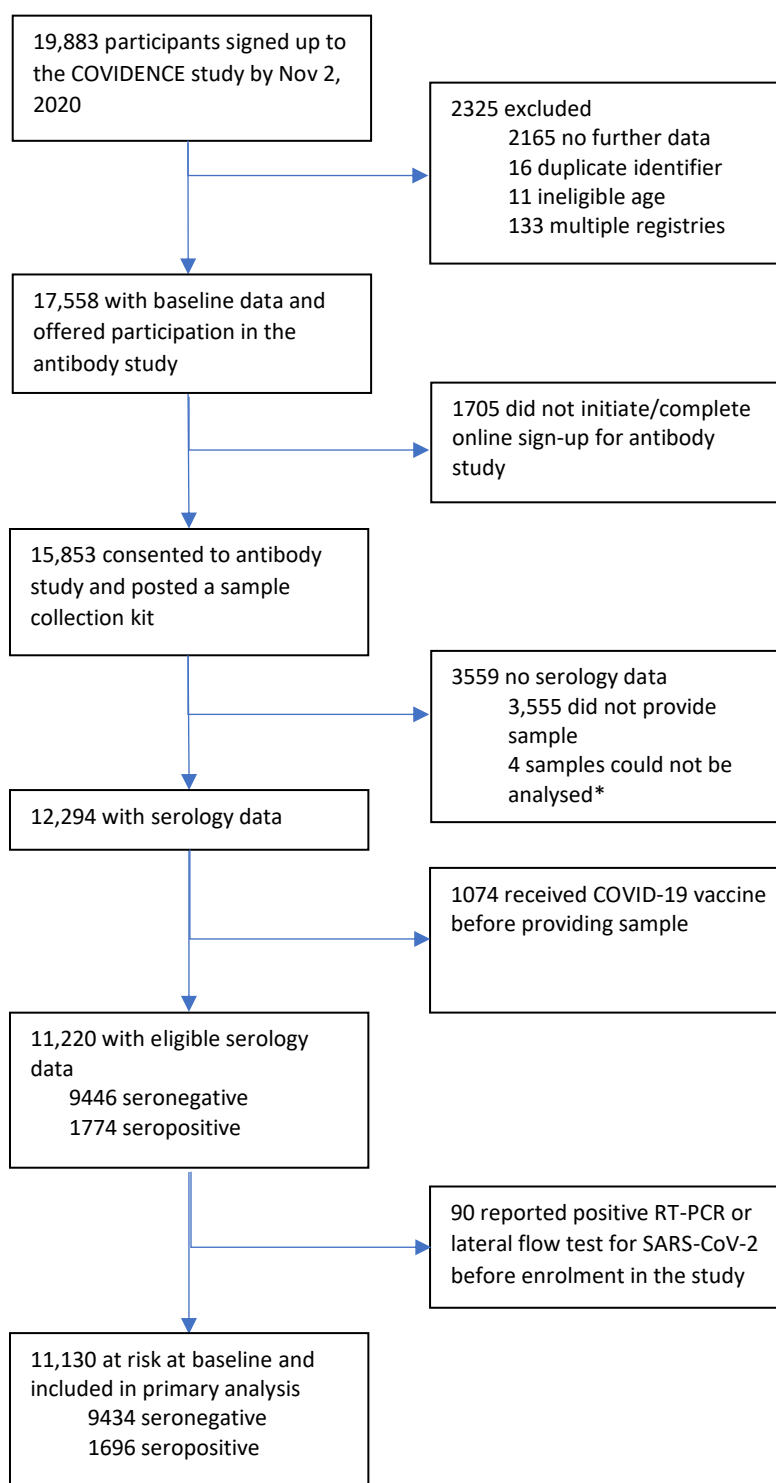 19,883 participants signed up to
the COVIDENCE study by Nov 2,
2020
2325 excluded
2165 no further data
16 duplicate identifier
11 ineligible age
133 multiple registries
17,558 with baseline data and
offered participation in the
antibody study
1705 did not initiate/complete
online sign-up for antibody
study
15,853 consented to antibody
study and posted a sample
collection kit
3559 no serology data
3,555 did not provide
sample
4 samples could not be
analysed*
12,294 with serology data
1074 received COVID-19 vaccine
before providing sample
11,220 with eligible serology
data
9446 seronegative
1774 seropositive
90 reported positive RT-PCR or
lateral flow test for SARS-CoV-2
before enrolment in the study
11,130 at risk at baseline and
included in primary analysis
9434 seronegative
1696 seropositive